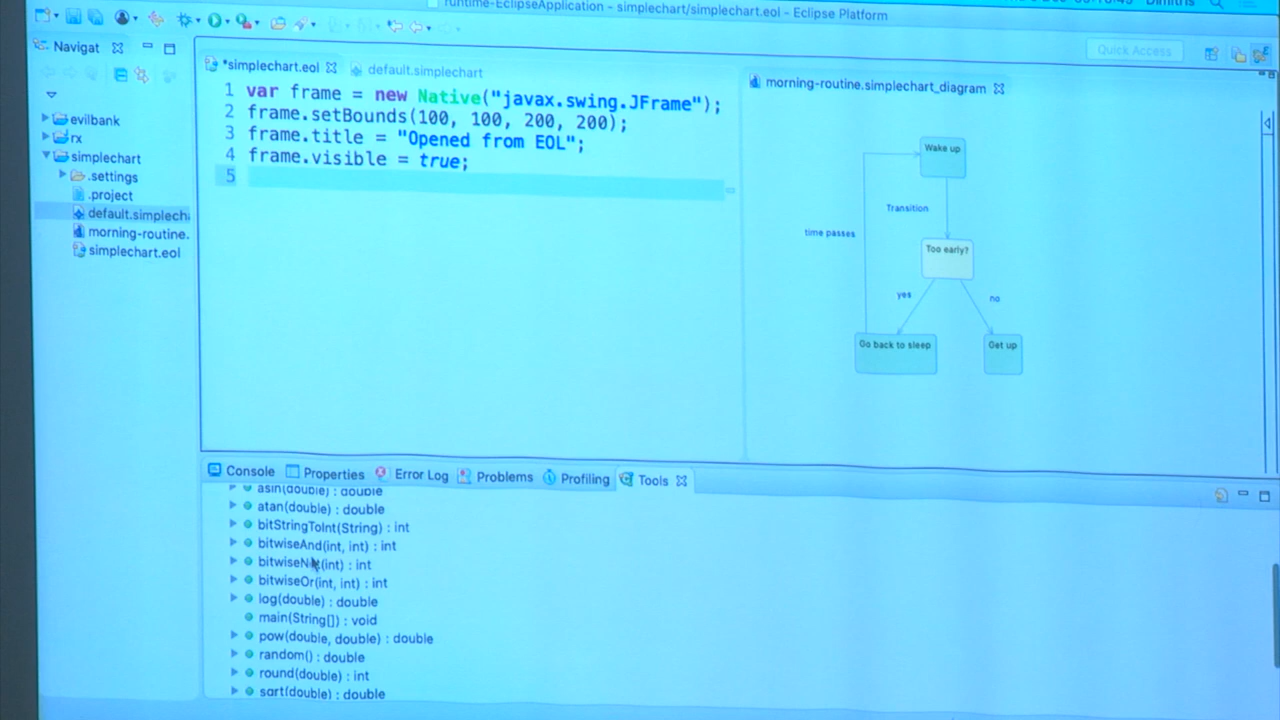 runtime-EclipseApplication - simplechart/simplechart.eol - Eclipse Platform
Dimitris
Quick Access
Navigat
evilbank
rx
simplechart
.settings
.project
default.simplech
morning-routine.
simplechart.eol
*simplechart.eol
default.simplechart
1 var frame = new Native("javax.swing.JFrame");
2 frame.setBounds(100, 100, 200, 200);
3 frame.title = "Opened from EOL";
4 frame.visible = true;
5
morning-routine.simplechart_diagram
Wake up
Transition
time passes
Too early?
yes
no
Go back to sleep
Get up
Console
Properties
Error Log
Problems
Profiling
Tools
asin(double) : double
atan(double) : double
bitStringToInt(String) : int
bitwiseAnd(int, int) : int
(int) : int
bitwiseOr(int, int) : int
log(double) : double
main(String[]) : void
pow(double, double) : double
random() : double
round(double) : int
sqrt(double) : double